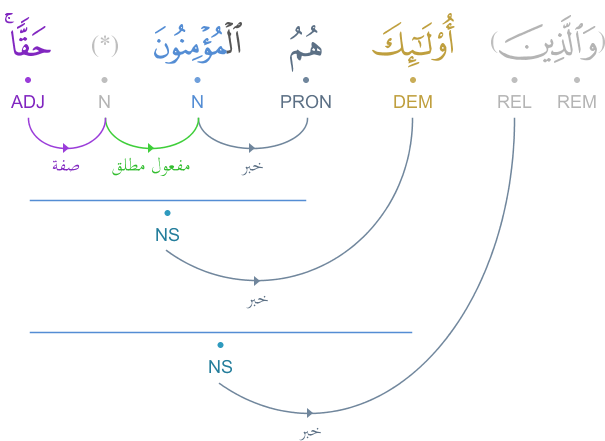 (وَٱلَّذِينَ) أُو۟لَـٰٓئِكَ هُمُ ٱلْمُؤْمِنُونَ (*) حَقًّا ۚ
REM REL DEM PRON N N ADJ
خبر مفعول مطلق صفة
NS
خبر
NS
خبر